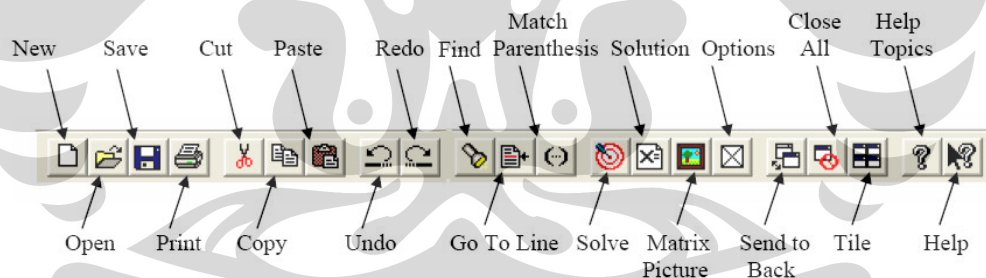 New
Save
Cut
Paste
Redo
Find
Match
Parenthesis
Solution
Options
Close
All
Help
Topics
Open
Print
Copy
Undo
Go To Line
Solve
Matrix
Picture
Send to
Back
Tile
Help